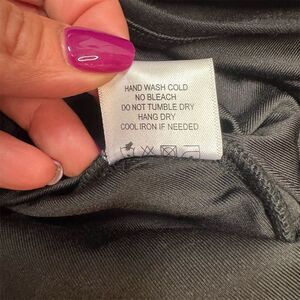 HAND WASH COLD
NO BLEACH
DO NOT TUMBLE DRY
HANG DRY
COOL IRON IF NEEDED